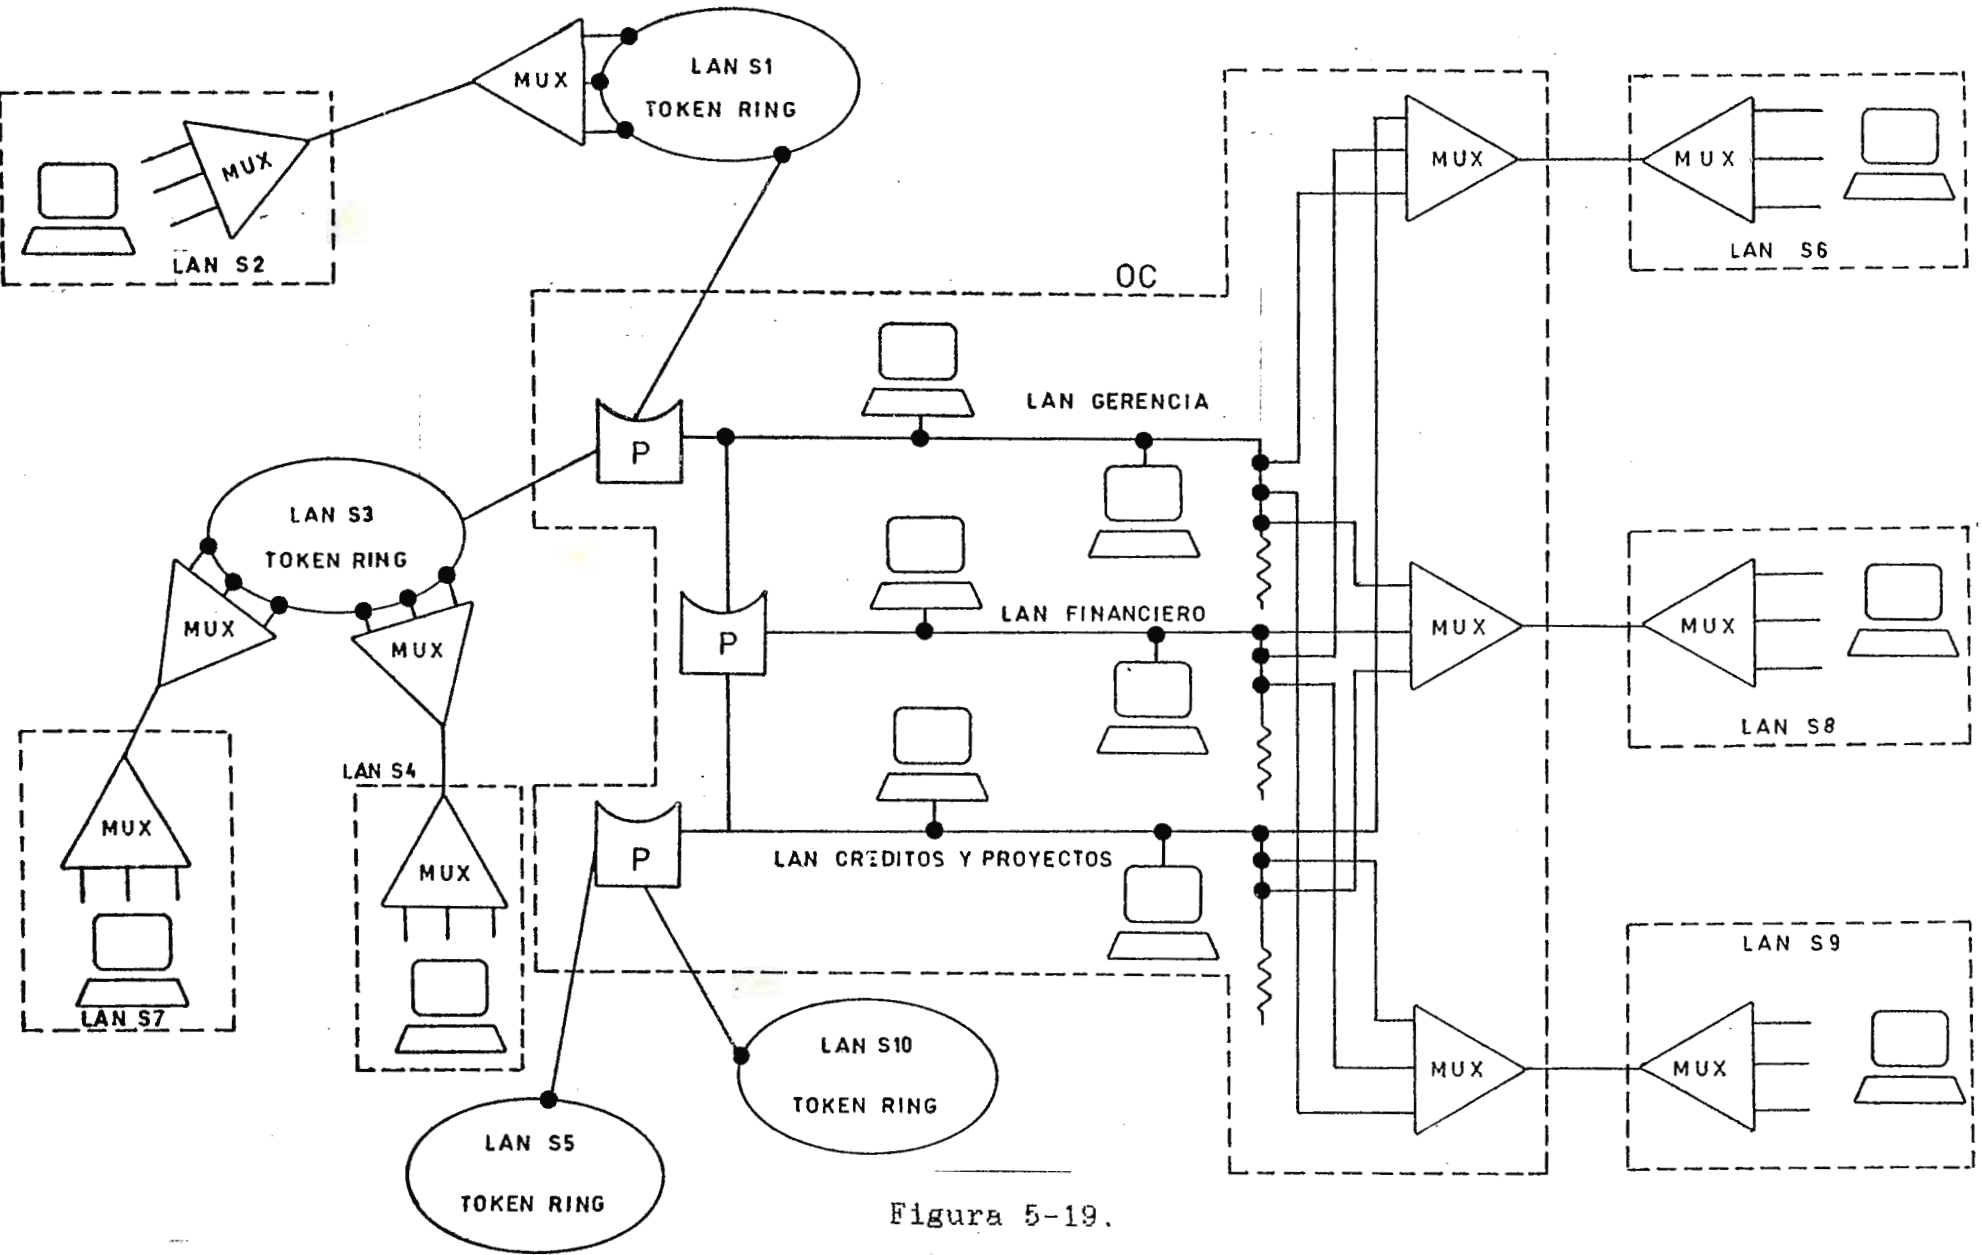 LAN S1
TOKEN RING
MUX
MUX
LAN S2
OC
MUX
MUX
LAN S6
P
LAN GERENCIA
LAN S3
TOKEN RING
MUX
MUX
P
LAN FINANCIERO
MUX
MUX
LAN S8
LAN S4
MUX
MUX
LAN S7
P
LAN CREDITOS Y PROYECTOS
LAN S10
TOKEN RING
LAN S5
TOKEN RING
MUX
MUX
LAN S9
Figura 5-19.